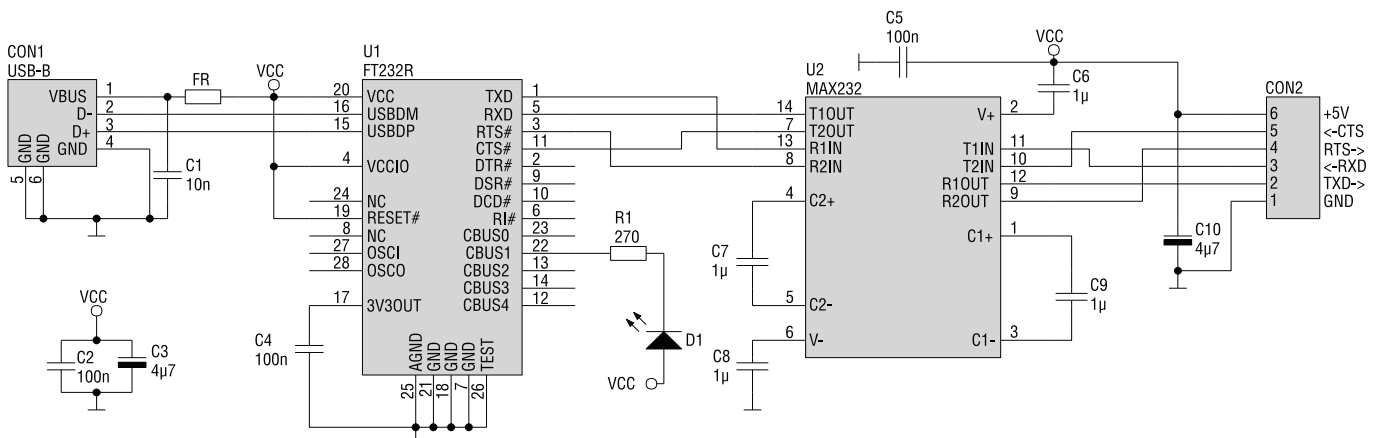 CON1
USB-B
VBUS
D-
D+
GND
GND
GND
1
2
3
4
5
6
FR
VCC
C1
10n
U1
FT232R
20
16
15
4
24
19
8
27
28
17
VCC
USBDM
USBDP
VCCIO
NC
RESET#
NC
OSCI
OSCO
3V3OUT
TXD
RXD
RTS#
CTS#
DTR#
DSR#
DCD#
RI#
CBUS0
CBUS1
CBUS2
CBUS3
CBUS4
1
5
3
11
2
9
10
6
23
22
13
14
12
AGND
GND
GND
GND
TEST
25
21
18
7
26
VCC
C2
100n
C3
4µ7
C4
100n
R1
270
D1
VCC
C5
100n
VCC
C6
1µ
U2
MAX232
14
7
13
8
4
5
6
T1OUT
T2OUT
R1IN
R2IN
C2+
C2-
V-
V+
T1IN
T2IN
R1OUT
R2OUT
C1+
C1-
2
11
10
12
9
1
3
C7
1µ
C8
1µ
C9
1µ
C10
4µ7
CON2
6
5
4
3
2
1
+5V
<-CTS
RTS->
<-RXD
TXD->
GND